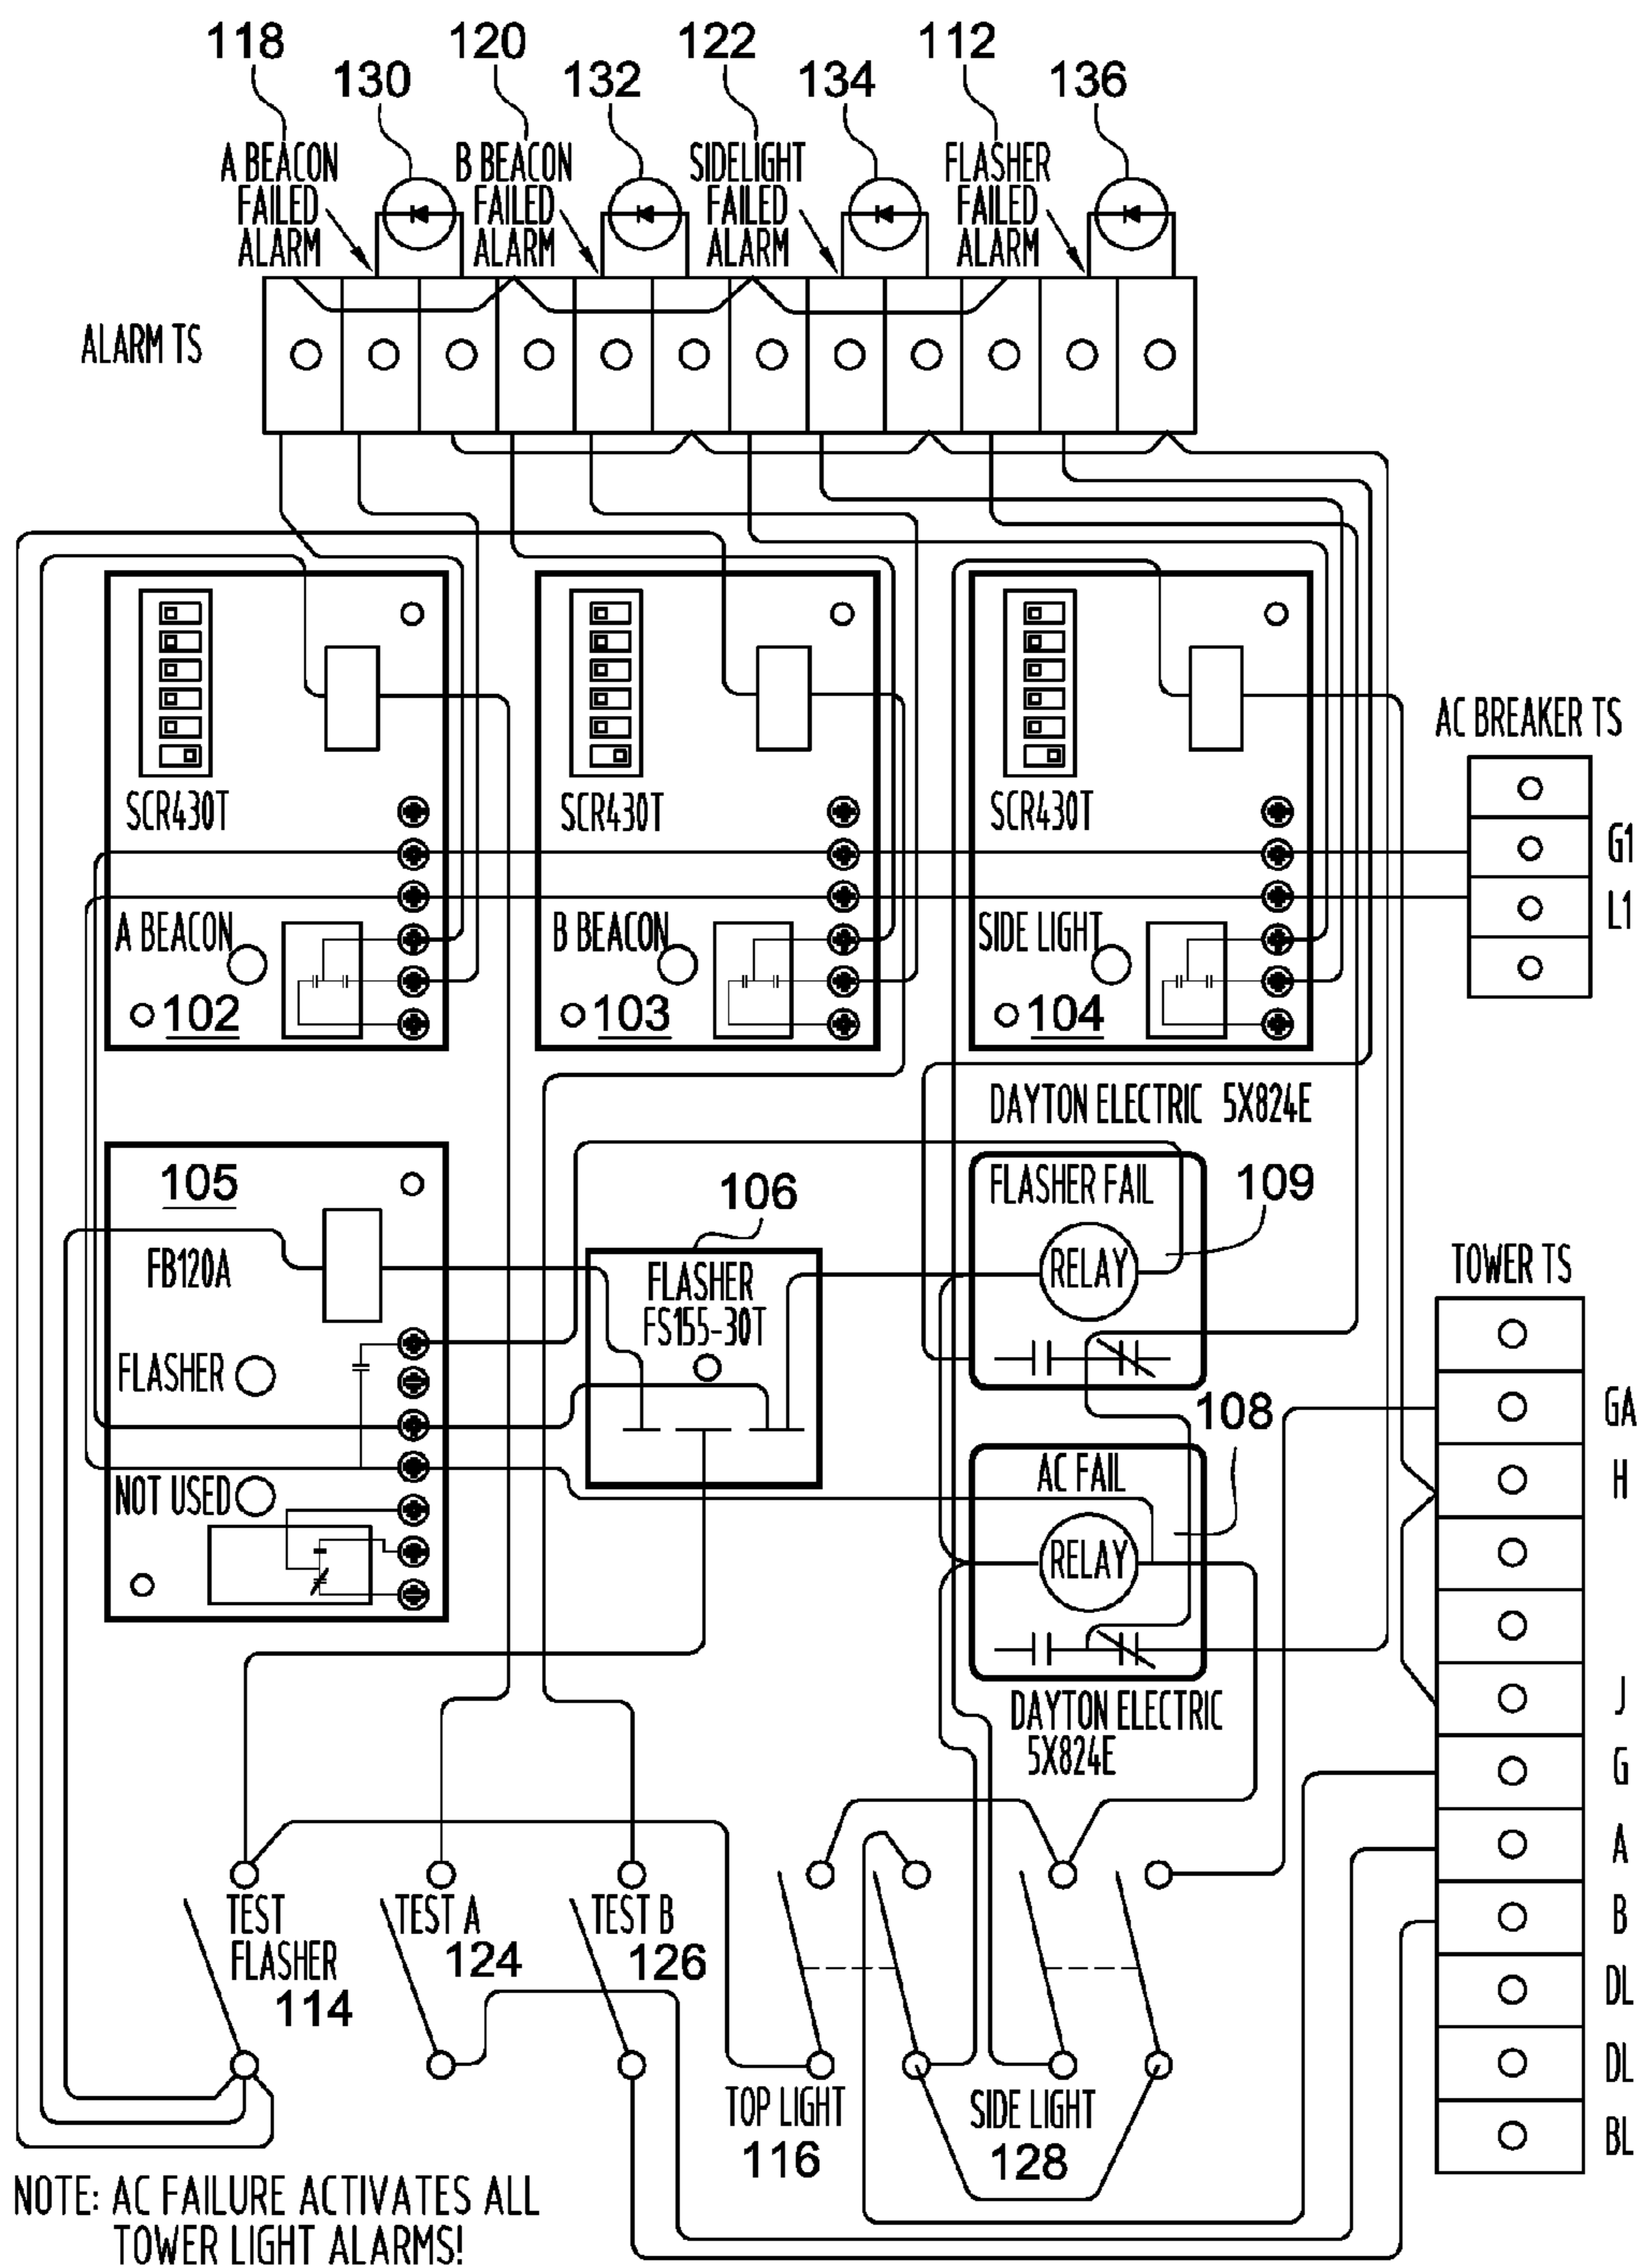 118
120
122
112
130
132
134
136
A BEACON
FAILED
ALARM
B BEACON
FAILED
ALARM
SIDELIGHT
FAILED
ALARM
FLASHER
FAILED
ALARM
ALARM TS
SCR430T
A BEACON
102
SCR430T
B BEACON
103
SCR430T
SIDE LIGHT
104
AC BREAKER TS
G1
L1
DAYTON ELECTRIC 5X824E
105
FB120A
FLASHER
NOT USED
106
FLASHER
FS155-30T
FLASHER FAIL
109
RELAY
108
AC FAIL
RELAY
DAYTON ELECTRIC
5X824E
TOWER TS
GA
H
J
G
A
B
DL
DL
BL
TEST
FLASHER
114
TEST A
124
TEST B
126
TOP LIGHT
116
SIDE LIGHT
128
NOTE: AC FAILURE ACTIVATES ALL
TOWER LIGHT ALARMS!